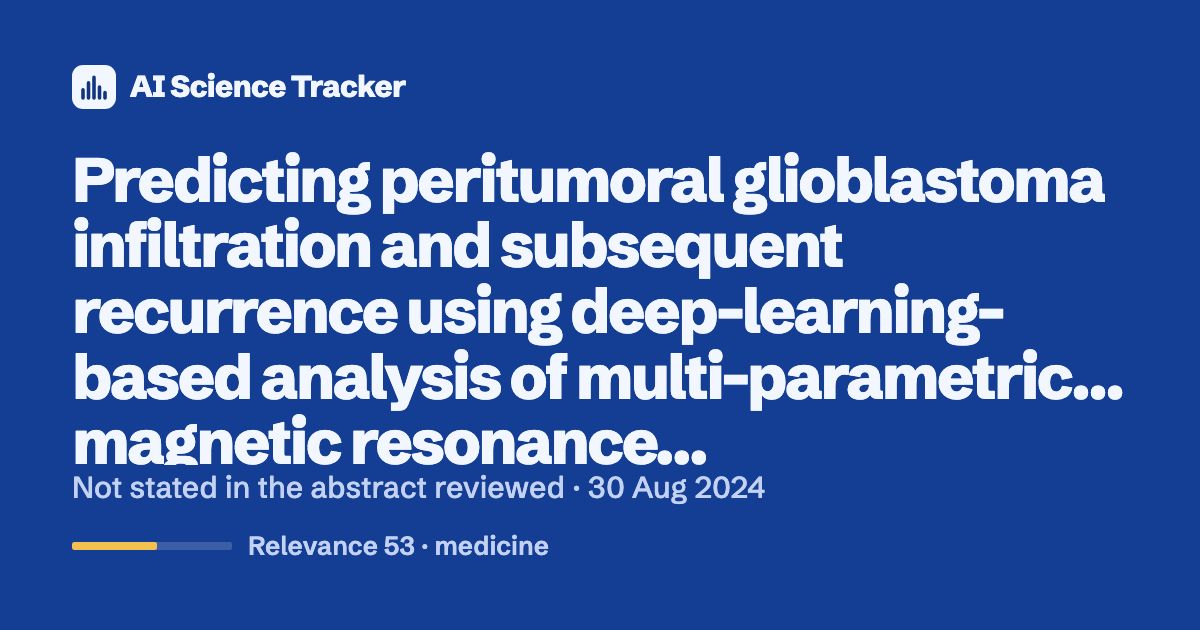 AI Science Tracker
Predicting peritumoral glioblastoma
infiltration and subsequent
recurrence using deep-learning-
based analysis of multi-parametric...
magnetic resonance...
Not stated in the abstract reviewed · 30 Aug 2024
Relevance 53 · medicine